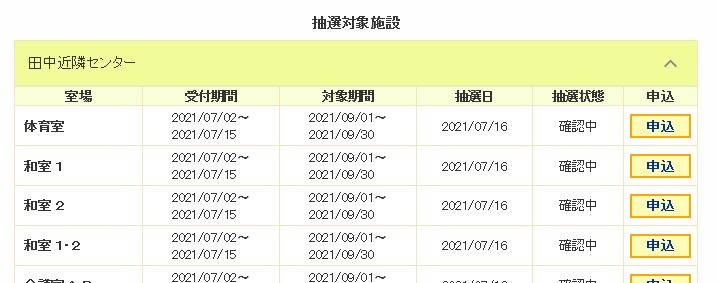 抽選対象施設
田中近隣センター
室場 受付期間 対象期間 抽選日 抽選状態 申込
体育室 2021/07/02～ 2021/07/15 2021/09/01～ 2021/09/30 2021/07/16 確認中 申込
和室１ 2021/07/02～ 2021/07/15 2021/09/01～ 2021/09/30 2021/07/16 確認中 申込
和室２ 2021/07/02～ 2021/07/15 2021/09/01～ 2021/09/30 2021/07/16 確認中 申込
和室１・２ 2021/07/02～ 2021/07/15 2021/09/01～ 2021/09/30 2021/07/16 確認中 申込
2021/07/02～ 2021/09/01～